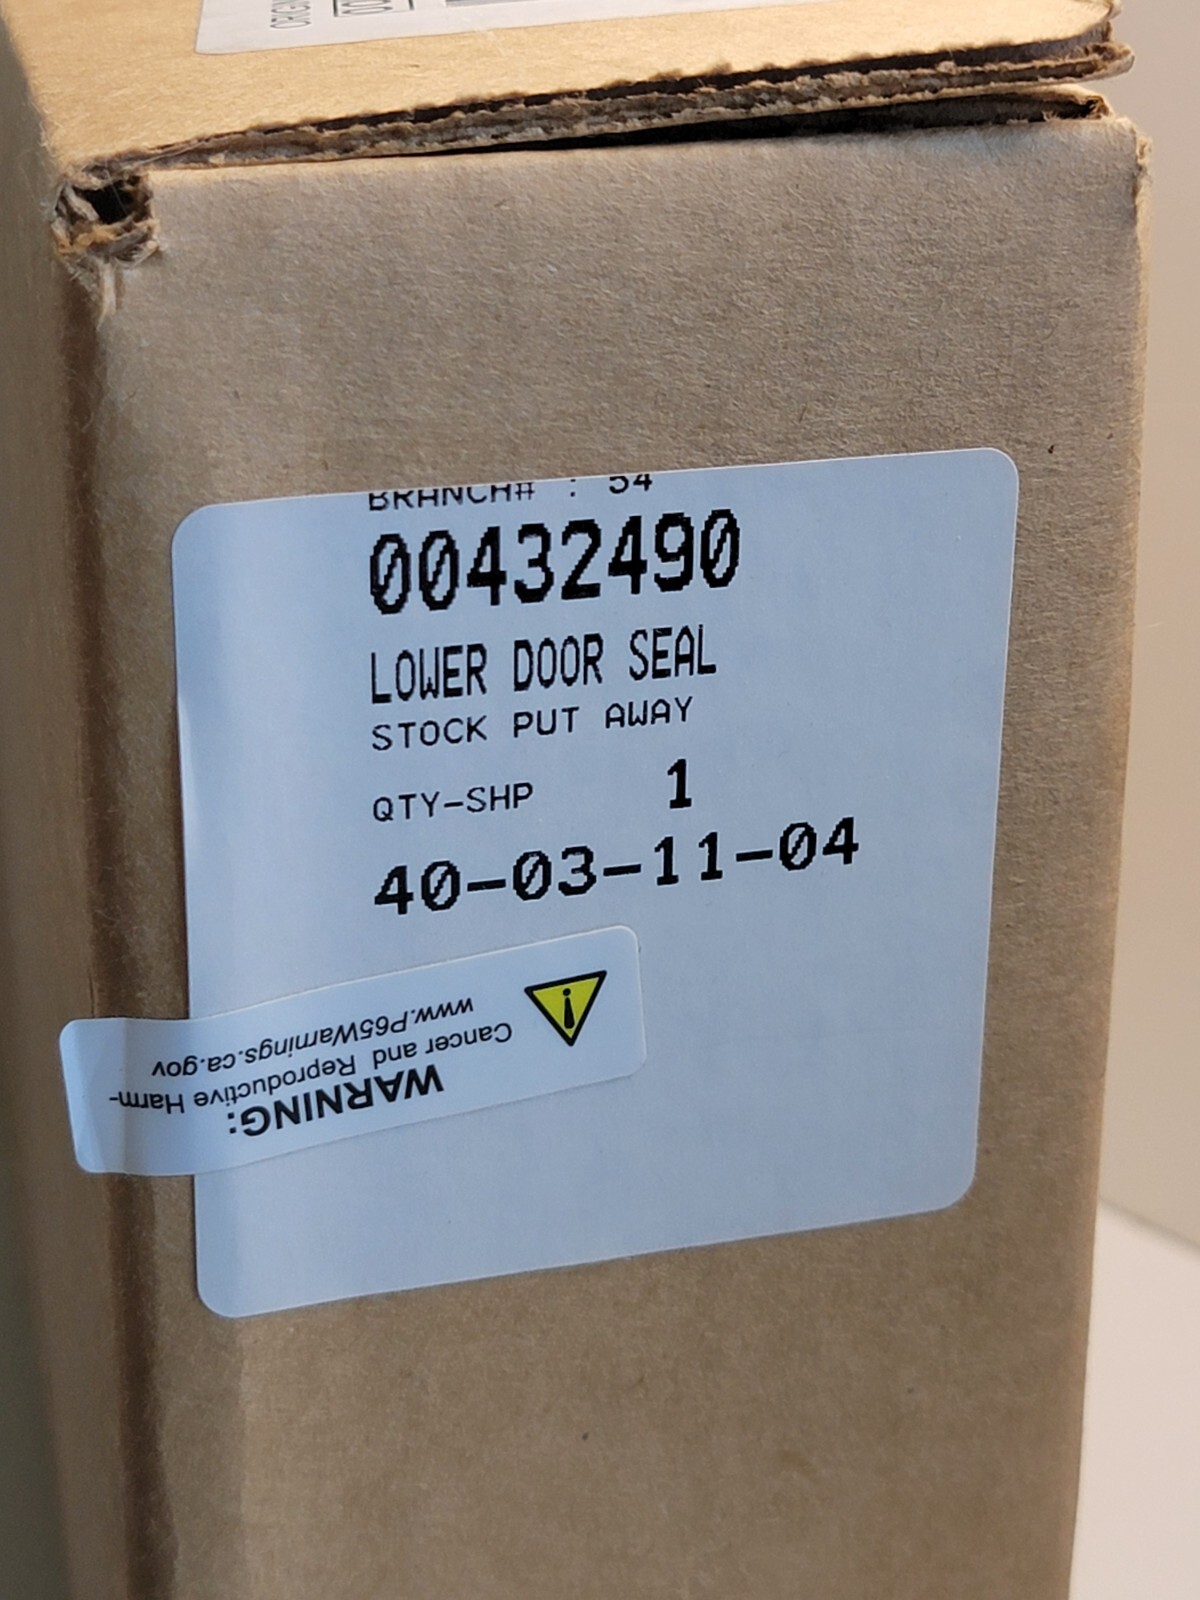 BRANCH# : 54
00432490
LOWER DOOR SEAL
STOCK PUT AWAY
QTY-SHP 1
40-03-11-04
WARNING:
Cancer and Reproductive Harm-
www.P65Warnings.ca.gov